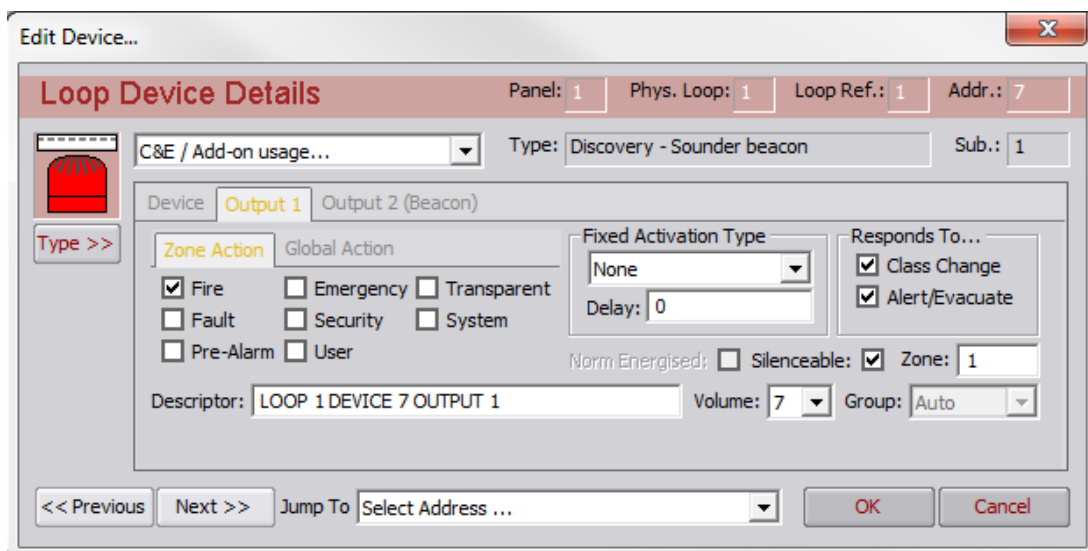 Edit Device...
Loop Device Details Panel: 1 Phys. Loop: 1 Loop Ref.: 1 Addr.: 7
C&E / Add-on usage... Type: Discovery - Sounder beacon Sub.: 1
Device Output 1 Output 2 (Beacon)
Type >>
Zone Action Global Action
Fixed Activation Type
None
Delay: 0
Responds To...
Class Change
Alert/Evacuate
Fire Emergency Transparent
Fault Security System
Pre-Alarm User
Norm Energised: Silenceable: Zone: 1
Descriptor: LOOP 1 DEVICE 7 OUTPUT 1 Volume: 7 Group: Auto
<< Previous Next >> Jump To Select Address ... OK Cancel